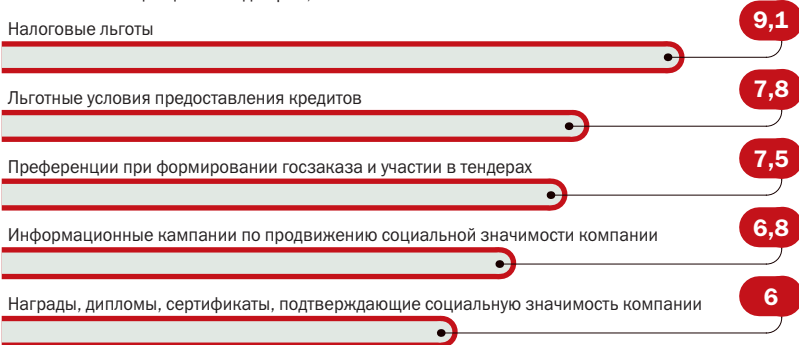 Налоговые льготы
9,1
Льготные условия предоставления кредитов
7,8
Преференции при формировании госзаказа и участии в тендерах
7,5
Информационные кампании по продвижению социальной значимости компании
6,8
Награды, дипломы, сертификаты, подтверждающие социальную значимость компании
6